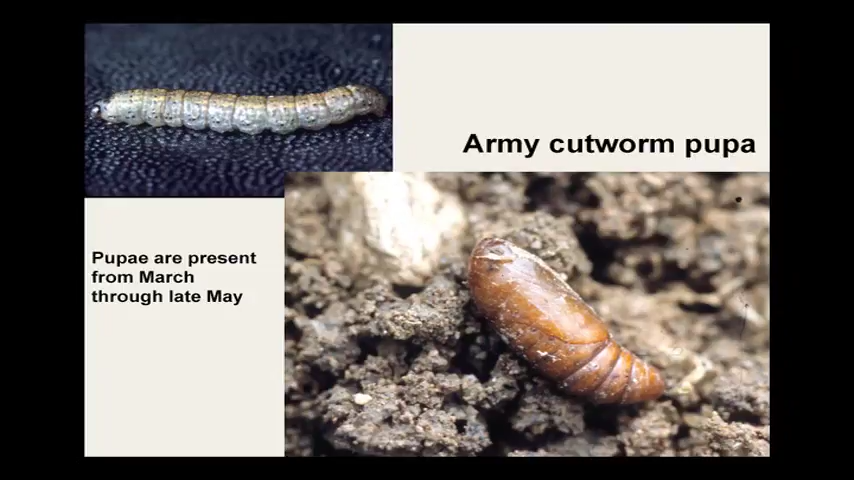 Army cutworm pupa
Pupae are present
from March
through late May